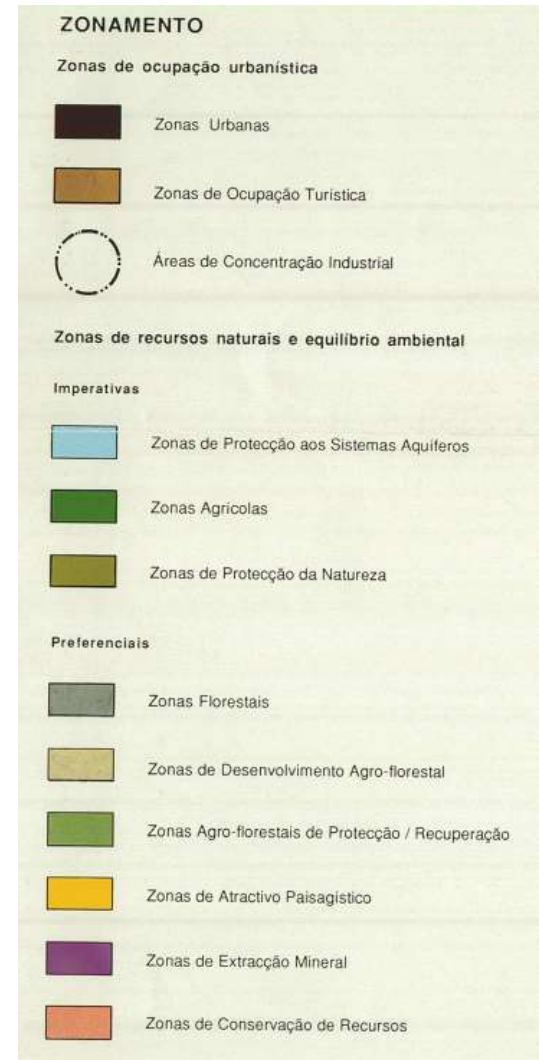 ZONAMENTO
Zonas de ocupação urbanística
Zonas Urbanas
Zonas de Ocupação Turística
Áreas de Concentração Industrial
Zonas de recursos naturais e equilíbrio ambiental
Imperativas
Zonas de Protecção aos Sistemas Aquíferos
Zonas Agrícolas
Zonas de Protecção da Natureza
Preferenciais
Zonas Florestais
Zonas de Desenvolvimento Agro-florestal
Zonas Agro-florestais de Protecção / Recuperação
Zonas de Atractivo Paisagístico
Zonas de Extracção Mineral
Zonas de Conservação de Recursos